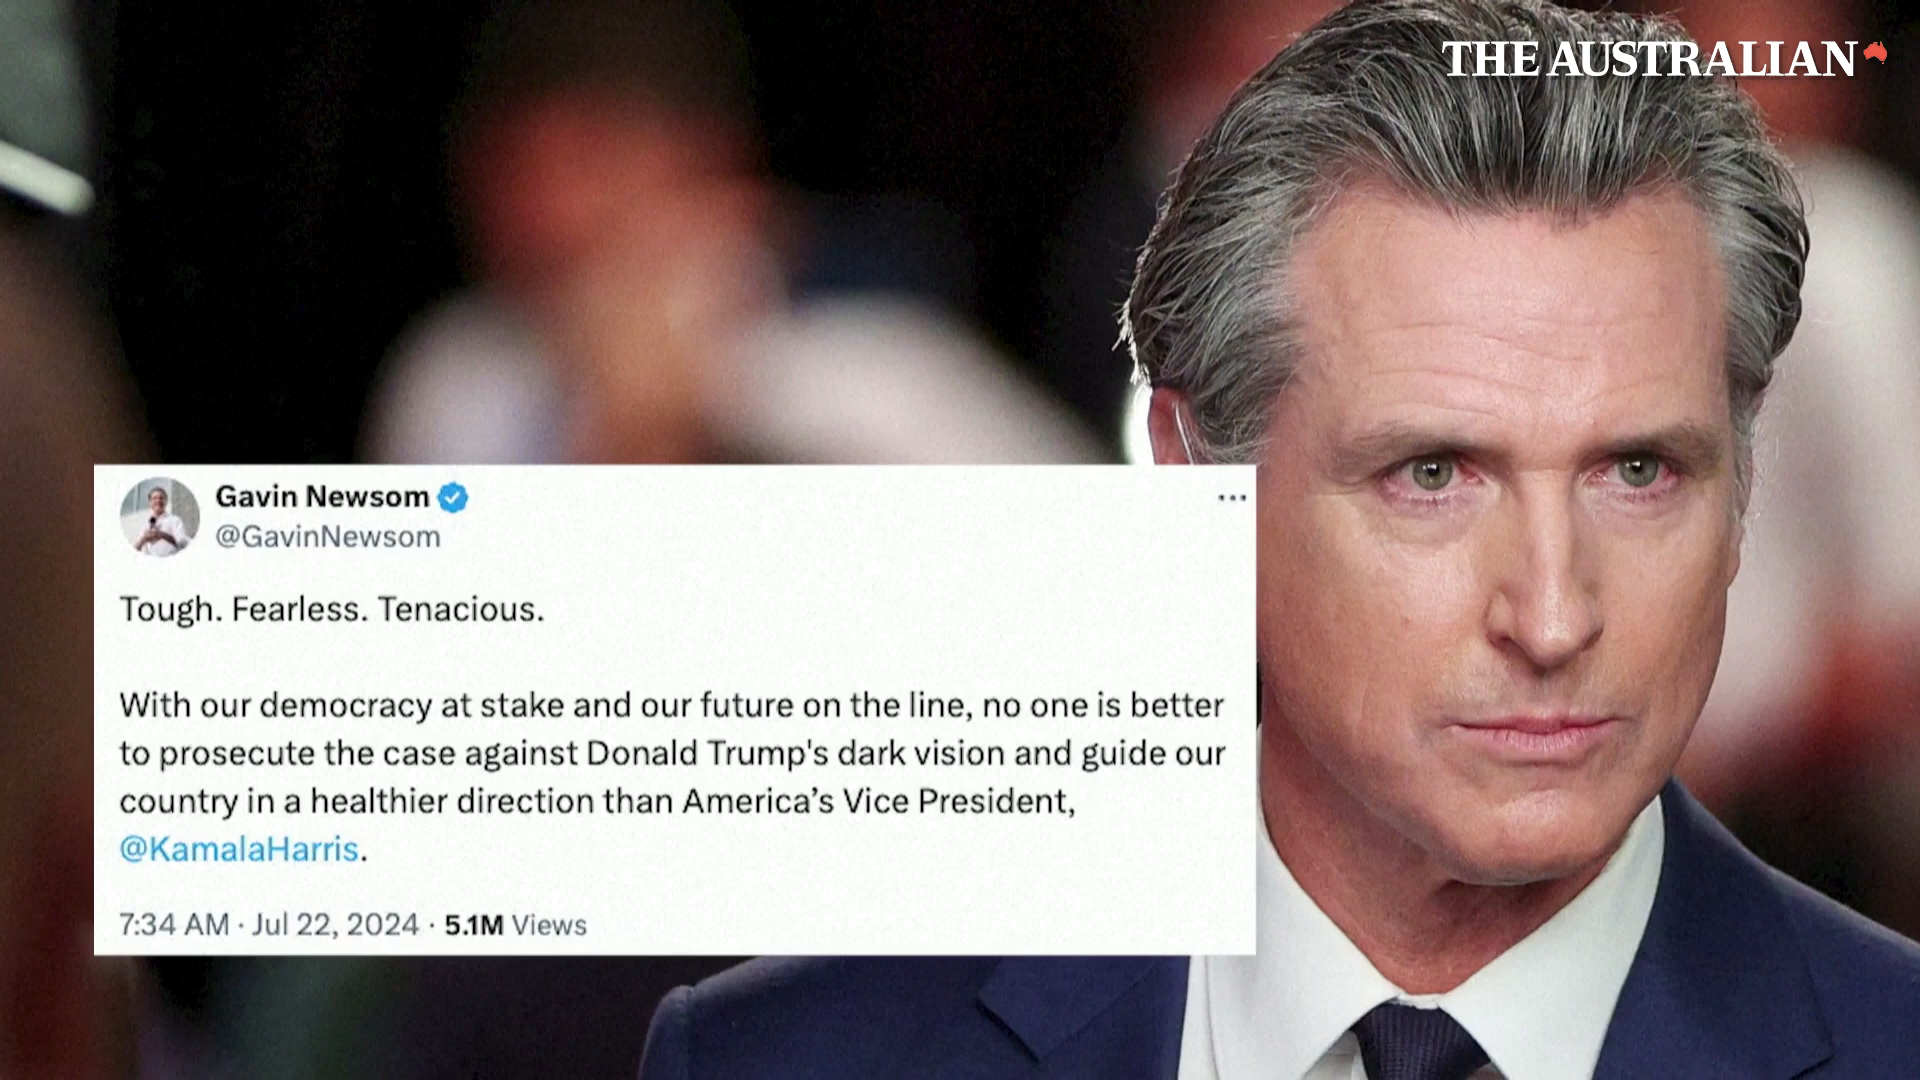 THE AUSTRALIAN
Gavin Newsom
@GavinNewsom
Tough. Fearless. Tenacious.
With our democracy at stake and our future on the line, no one is better
to prosecute the case against Donald Trump's dark vision and guide our
country in a healthier direction than America’s Vice President,
@KamalaHarris.
7:34 AM · Jul 22, 2024 · 5.1M Views